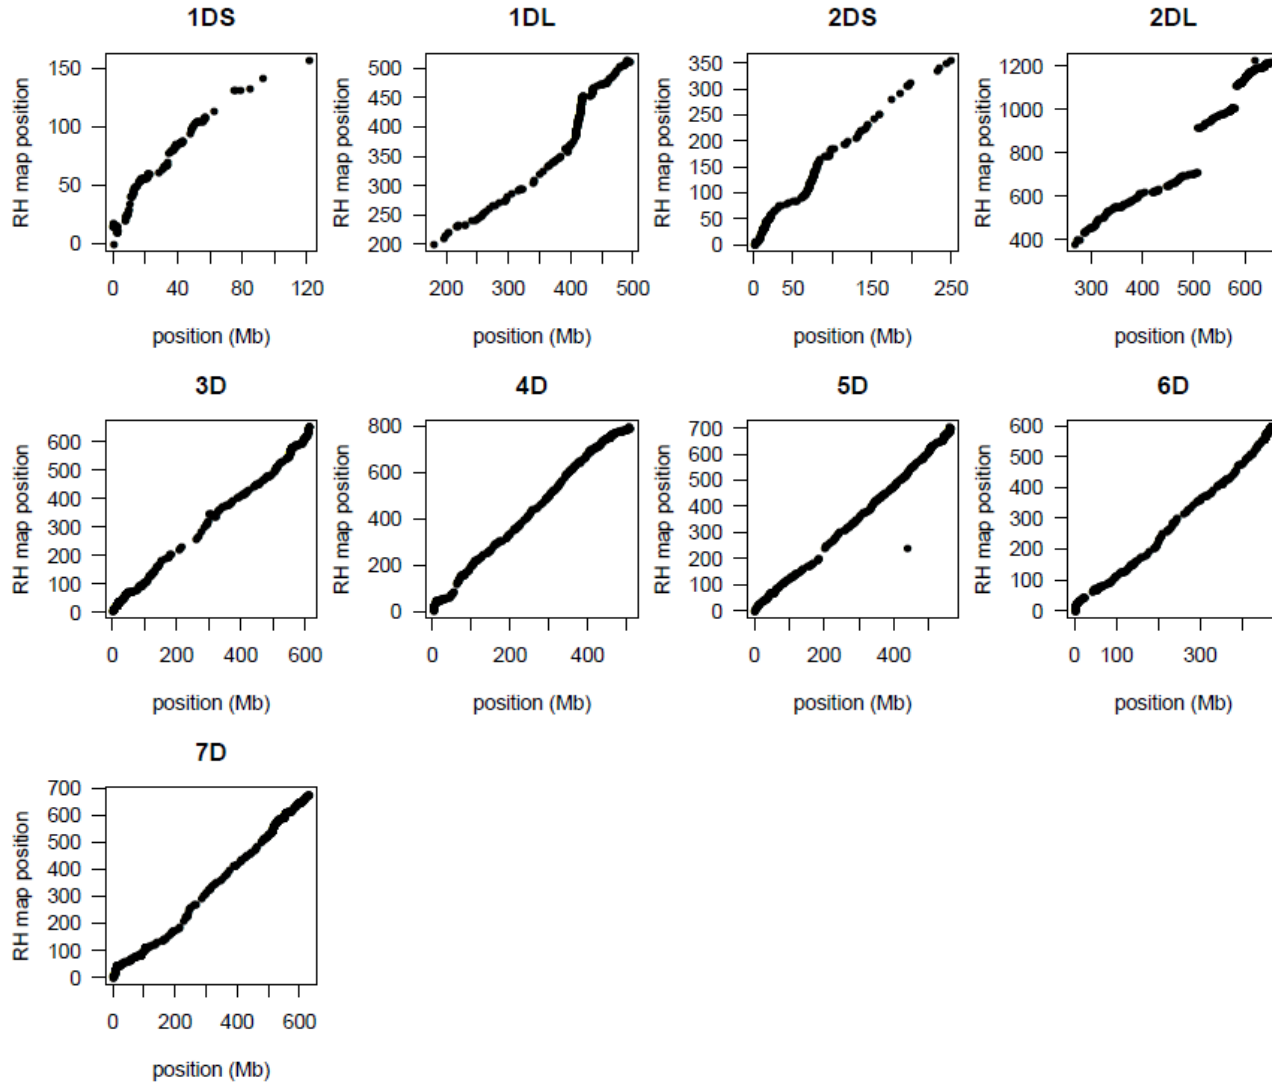 1DS
1DL
2DS
2DL
RH map position
150
100
50
0
0 40 80 120
position (Mb)
RH map position
500
450
400
350
300
250
200
200 300 400 500
position (Mb)
RH map position
350
300
250
200
150
100
50
0
0 50 150 250
position (Mb)
RH map position
1200
1000
800
600
400
300 400 500 600
position (Mb)
3D
4D
5D
6D
RH map position
600
500
400
300
200
100
0
0 200 400 600
position (Mb)
RH map position
800
600
400
200
0
0 200 400
position (Mb)
RH map position
700
600
500
400
300
200
100
0
0 200 400
position (Mb)
RH map position
600
500
400
300
200
100
0
0 100 300
position (Mb)
7D
RH map position
700
600
500
400
300
200
100
0
0 200 400 600
position (Mb)